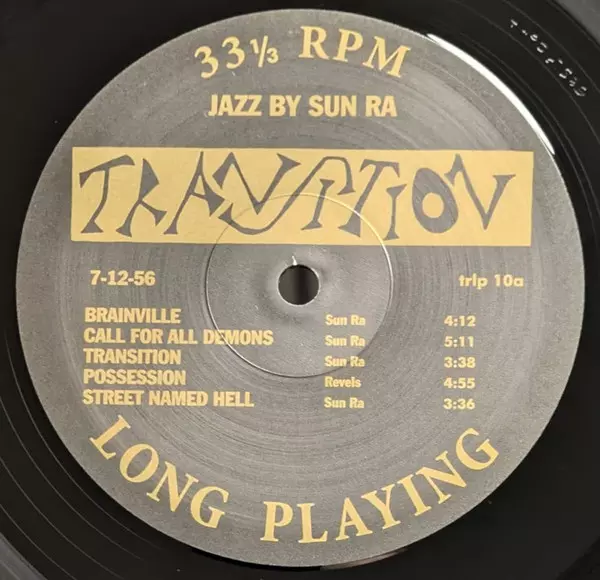 33⅓ RPM
JAZZ BY SUN RA
TRANSITION
7-12-56 trlp 10a
BRAINVILLE Sun Ra 4:12
CALL FOR ALL DEMONS Sun Ra 5:11
TRANSITION Sun Ra 3:38
POSSESSION Revels 4:55
STREET NAMED HELL Sun Ra 3:36
LONG PLAYING